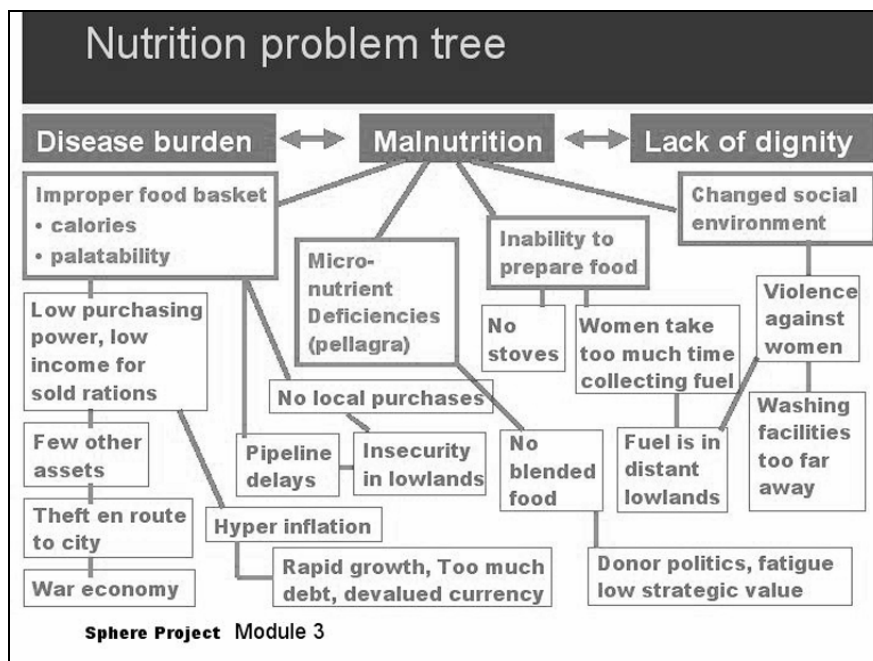 Nutrition problem tree
Disease burden
Malnutrition
Lack of dignity
Improper food basket
• calories
• palatability
Changed social
environment
Inability to
prepare food
Micro-
nutrient
Deficiencies
(pellagra)
Low purchasing
power, low
income for
sold rations
No
stoves
Women take
too much time
collecting fuel
Violence
against
women
No local purchases
Few other
assets
Pipeline
delays
Insecurity
in lowlands
No
blended
food
Fuel is in
distant
lowlands
Washing
facilities
too far
away
Theft en route
to city
Hyper inflation
War economy
Rapid growth, Too much
debt, devalued currency
Donor politics, fatigue
low strategic value
Sphere Project Module 3